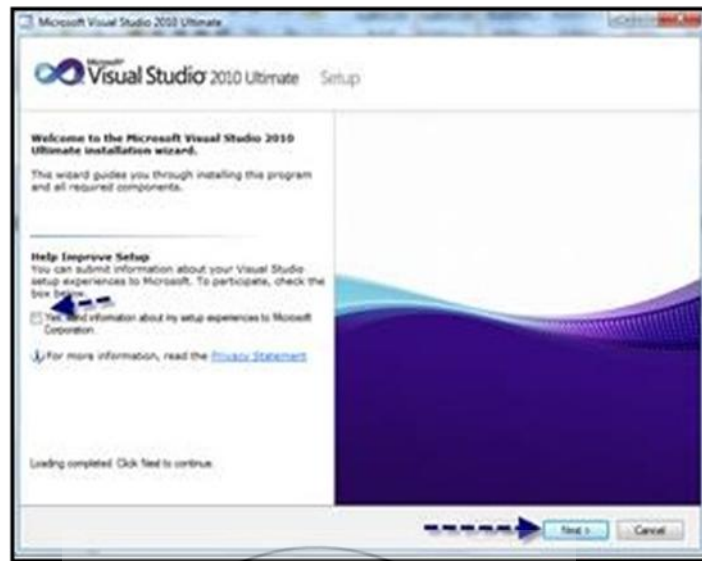 Microsoft Visual Studio 2010 Ultimate
Microsoft
Visual Studio 2010 Ultimate Setup
Welcome to the Microsoft Visual Studio 2010
Ultimate installation wizard.
This wizard guides you through installing this program
and all required components.
Help Improve Setup
You can submit information about your Visual Studio
setup experiences to Microsoft. To participate, check the
box below.
Yes, send information about my setup experiences to Microsoft
Corporation
For more information, read the Privacy Statement
Loading completed. Click Next to continue.
Next >
Cancel